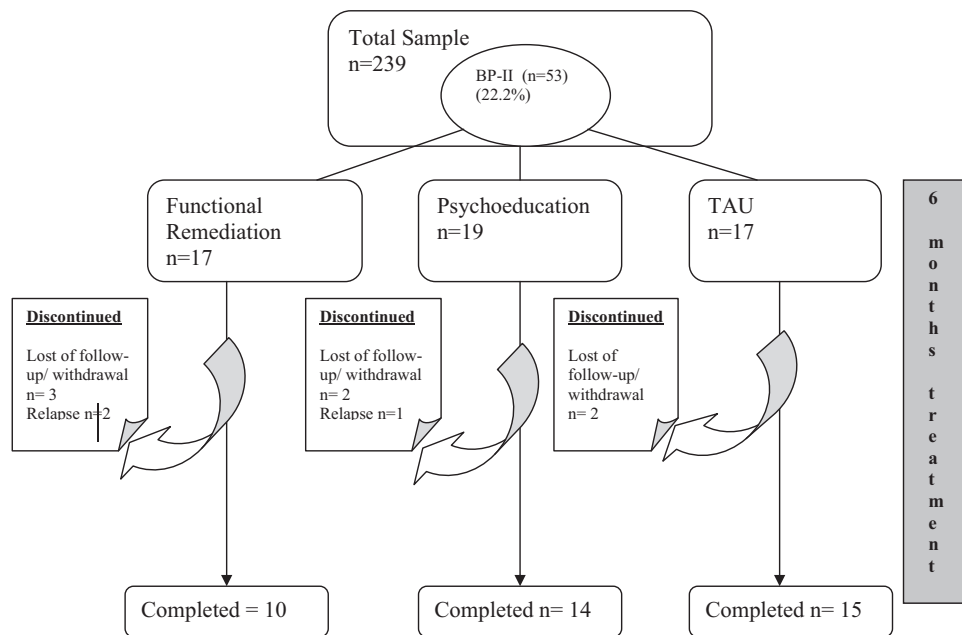 Total Sample
n=239
BP-II (n=53)
(22.2%)
Functional
Remediation
n=17
Psychoeducation
n=19
TAU
n=17
6 months treatment
Discontinued
Lost of follow-
up/ withdrawal
n= 3
Relapse n=2
Discontinued
Lost of follow-
up/ withdrawal
n= 2
Relapse n=1
Discontinued
Lost of
follow-up/
withdrawal
n= 2
Completed = 10
Completed n= 14
Completed n= 15